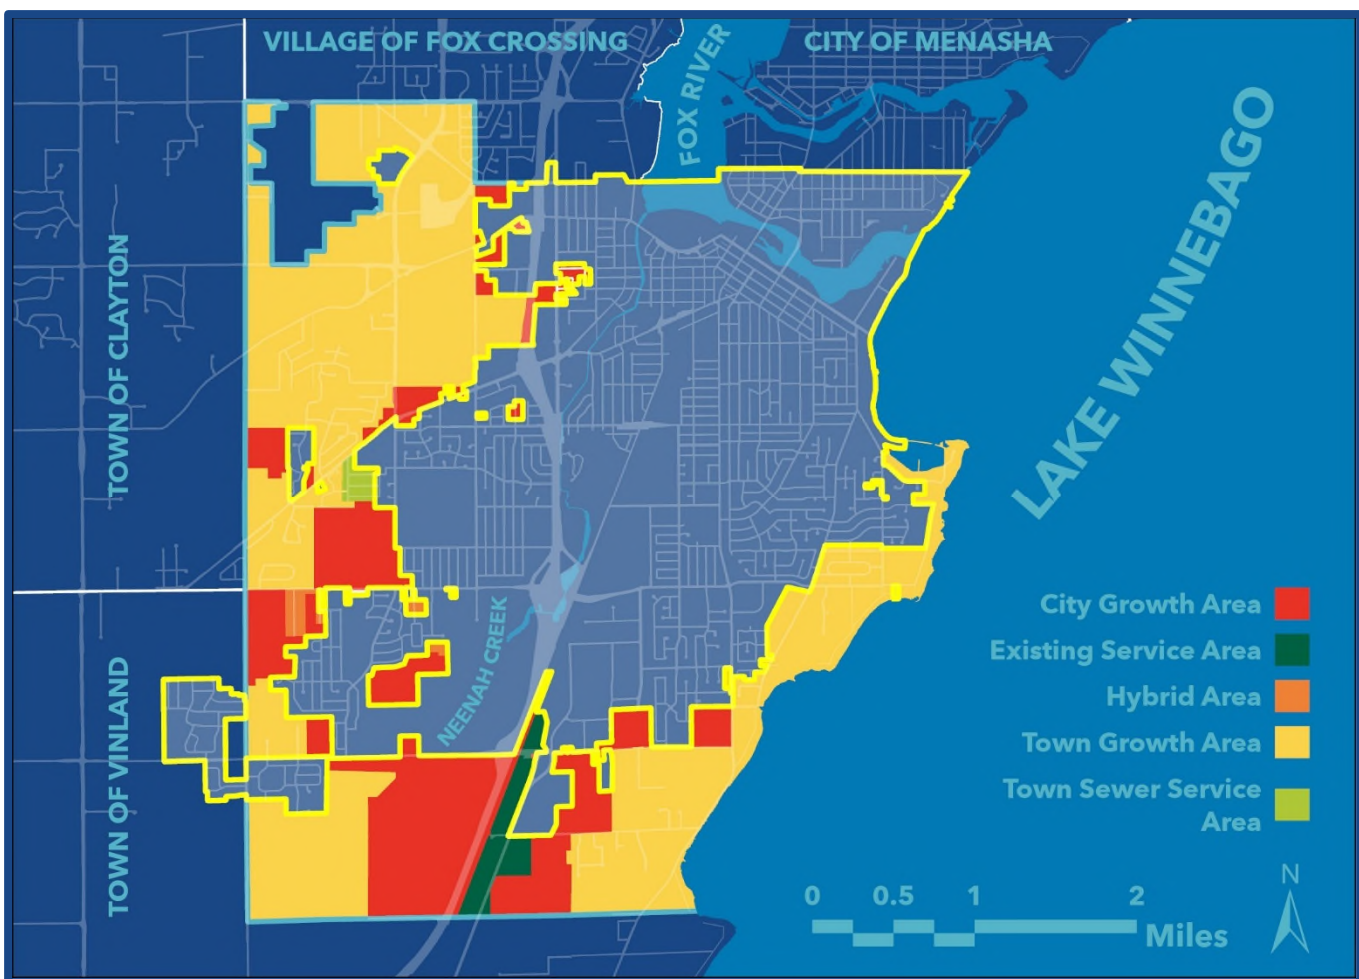 VILLAGE OF FOX CROSSING
CITY OF MENASHA
FOX RIVER
LAKE WINNEBAGO
TOWN OF CLAYTON
TOWN OF VINLAND
NEENAH CREEK
City Growth Area
Existing Service Area
Hybrid Area
Town Growth Area
Town Sewer Service
Area
N
0 0.5 1 2
Miles